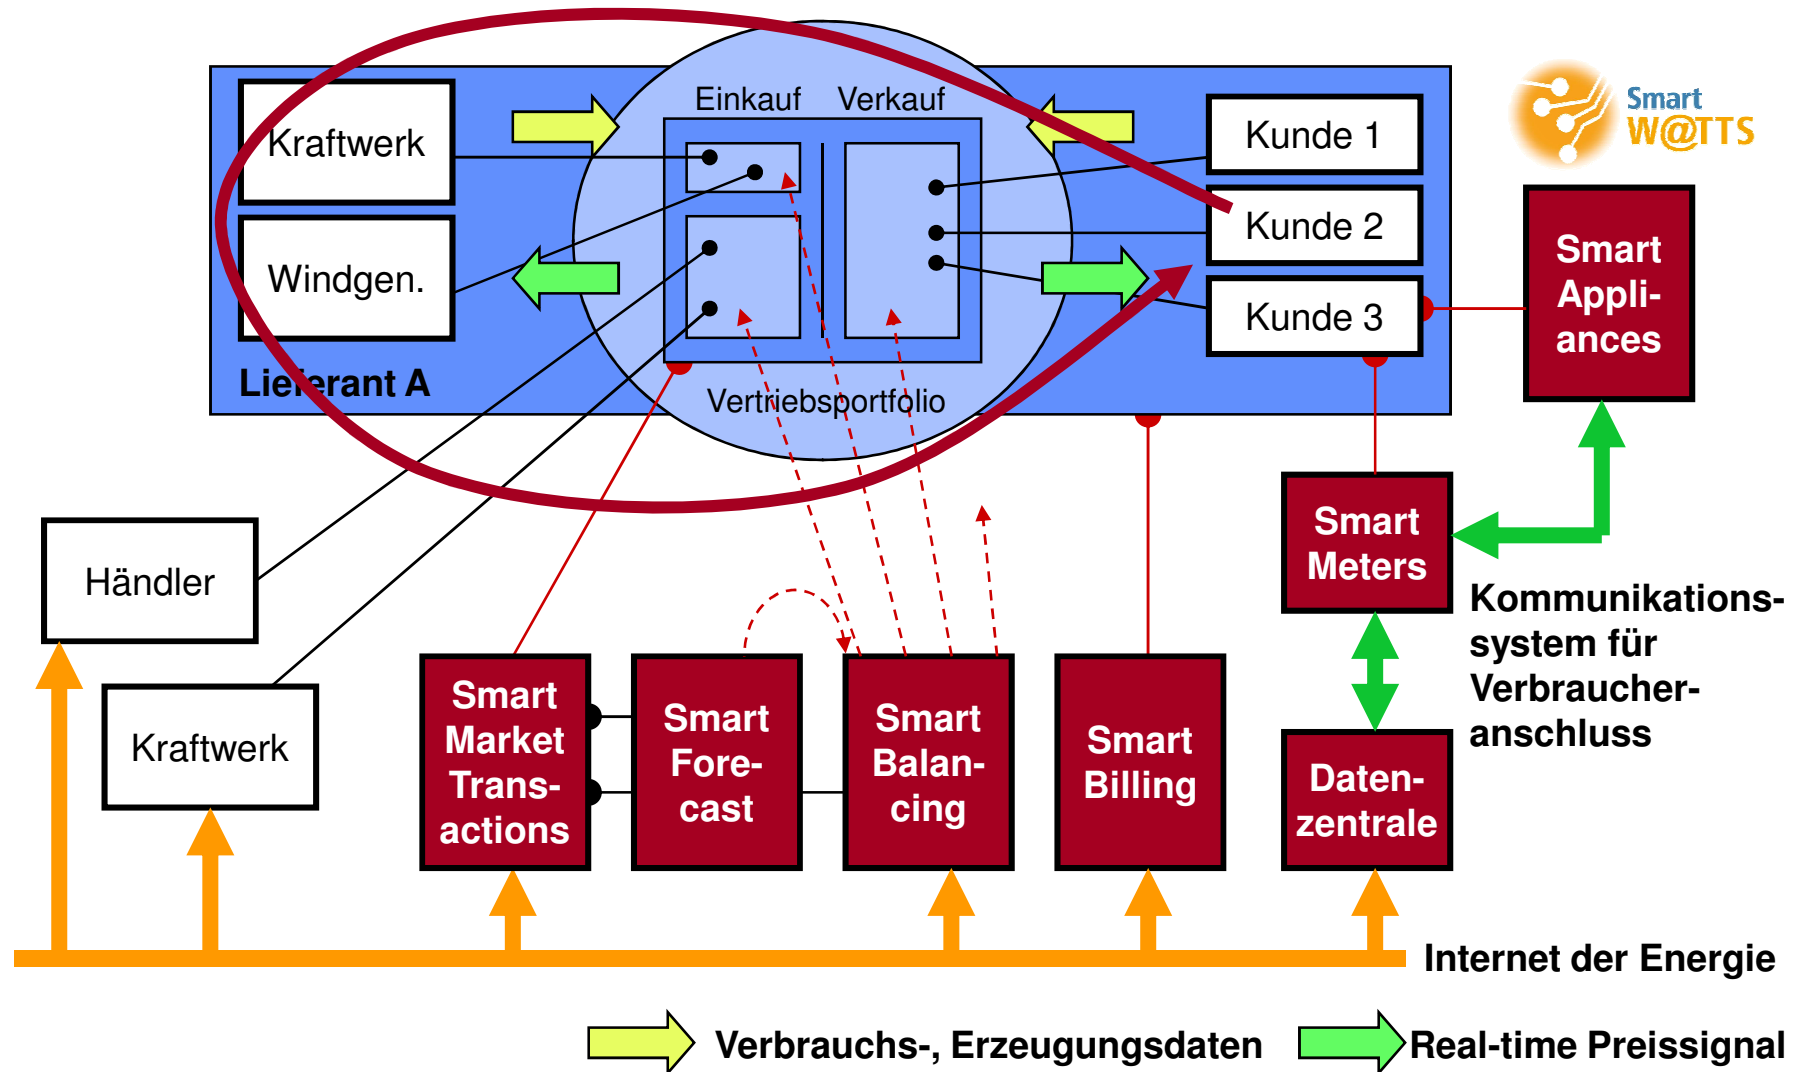 Einkauf
Verkauf
Kraftwerk
Windgen.
Lieferant A
Vertriebsportfolio
Kunde 1
Kunde 2
Kunde 3
Smart
W@TTS
Smart
Appli-
ances
Händler
Kraftwerk
Smart
Market
Trans-
actions
Smart
Fore-
cast
Smart
Balan-
cing
Smart
Billing
Smart
Meters
Daten-
zentrale
Kommunikations-
system für
Verbraucher-
anschluss
Internet der Energie
Verbrauchs-, Erzeugungsdaten
Real-time Preissignal